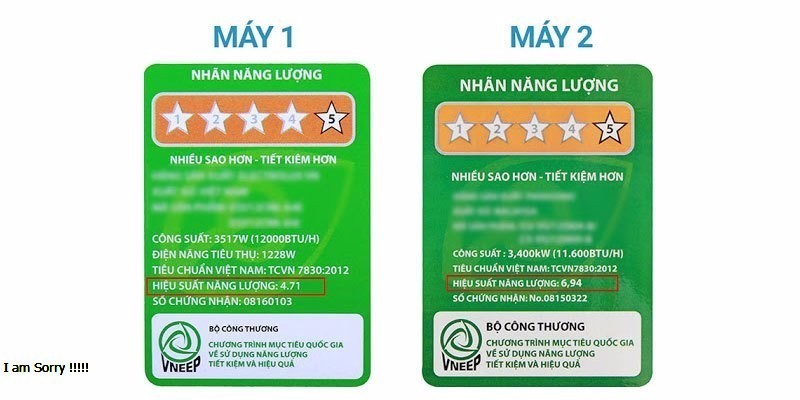 MÁY 1
NHÃN NĂNG LƯỢNG
1 2 3 4 5
NHIỀU SAO HƠN - TIẾT KIỆM HƠN
CÔNG SUẤT: 3517W (12000BTU/H)
ĐIỆN NĂNG TIÊU THỤ: 1228W
TIÊU CHUẨN VIỆT NAM: TCVN 7830:2012
HIỆU SUẤT NĂNG LƯỢNG: 4.71
SỐ CHỨNG NHẬN: 08160103
VNEEP
BỘ CÔNG THƯƠNG
CHƯƠNG TRÌNH MỤC TIÊU QUỐC GIA
VỀ SỬ DỤNG NĂNG LƯỢNG
TIẾT KIỆM VÀ HIỆU QUẢ
MÁY 2
NHÃN NĂNG LƯỢNG
1 2 3 4 5
NHIỀU SAO HƠN - TIẾT KIỆM HƠN
CÔNG SUẤT : 3,400kW (11.600BTU/H)
TIÊU CHUẨN VIỆT NAM: TCVN7830:2012
HIỆU SUẤT NĂNG LƯỢNG: 6,94
SỐ CHỨNG NHẬN: No.08150322
VNEEP
BỘ CÔNG THƯƠNG
CHƯƠNG TRÌNH MỤC TIÊU QUỐC GIA
VỀ SỬ DỤNG NĂNG LƯỢNG
TIẾT KIỆM VÀ HIỆU QUẢ
I am Sorry !!!!!